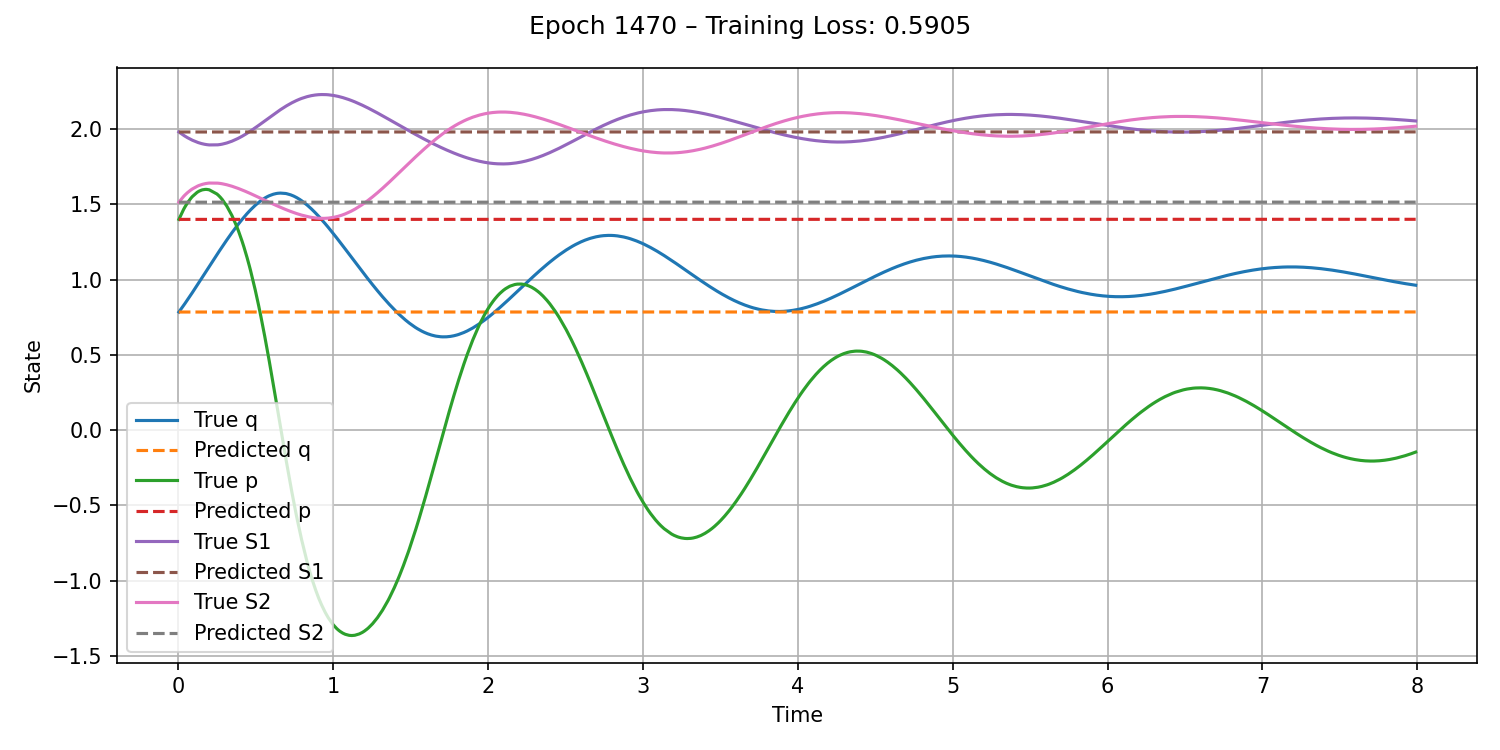 Epoch 1470 – Training Loss: 0.5905
State
2.0
1.5
1.0
0.5
0.0
−0.5
−1.0
−1.5
True q
Predicted q
True p
Predicted p
True S1
Predicted S1
True S2
Predicted S2
0 1 2 3 4 5 6 7 8
Time